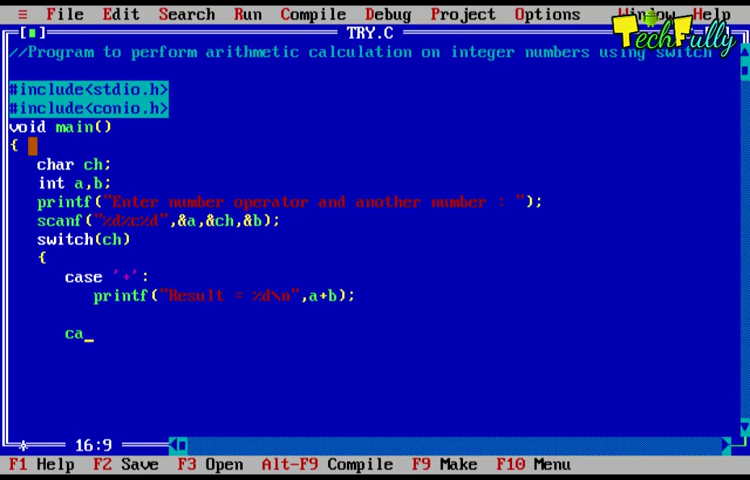 ≡ File Edit Search Run Compile Debug Project Options Window Help
TechFully
[■] TRY.C
//Program to perform arithmetic calculation on integer numbers using switch
#include<stdio.h>
#include<conio.h>
void main()
{
char ch;
int a,b;
printf("Enter number operator and another number : ");
scanf("%d%c%d",&a,&ch,&b);
switch(ch)
{
case '+':
printf("Result = %d\n",a+b);
ca_
16:9
F1 Help F2 Save F3 Open Alt-F9 Compile F9 Make F10 Menu